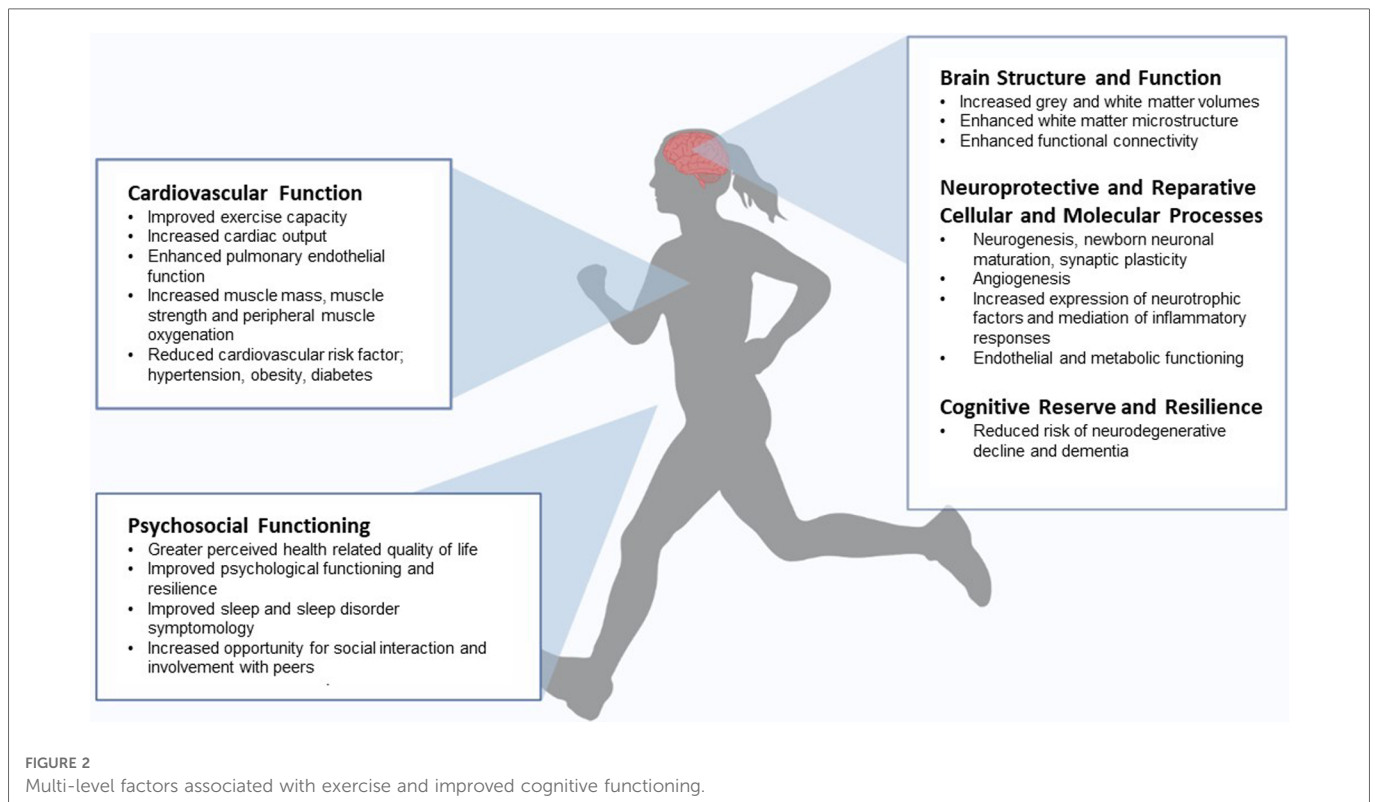 Cardiovascular Function
• Improved exercise capacity
• Increased cardiac output
• Enhanced pulmonary endothelial
function
• Increased muscle mass, muscle
strength and peripheral muscle
oxygenation
• Reduced cardiovascular risk factor;
hypertension, obesity, diabetes
Psychosocial Functioning
• Greater perceived health related quality of life
• Improved psychological functioning and
resilience
• Improved sleep and sleep disorder
symptomology
• Increased opportunity for social interaction and
involvement with peers
.
Brain Structure and Function
• Increased grey and white matter volumes
• Enhanced white matter microstructure
• Enhanced functional connectivity
Neuroprotective and Reparative
Cellular and Molecular Processes
• Neurogenesis, newborn neuronal
maturation, synaptic plasticity
• Angiogenesis
• Increased expression of neurotrophic
factors and mediation of inflammatory
responses
• Endothelial and metabolic functioning
Cognitive Reserve and Resilience
• Reduced risk of neurodegenerative
decline and dementia
FIGURE 2
Multi-level factors associated with exercise and improved cognitive functioning.